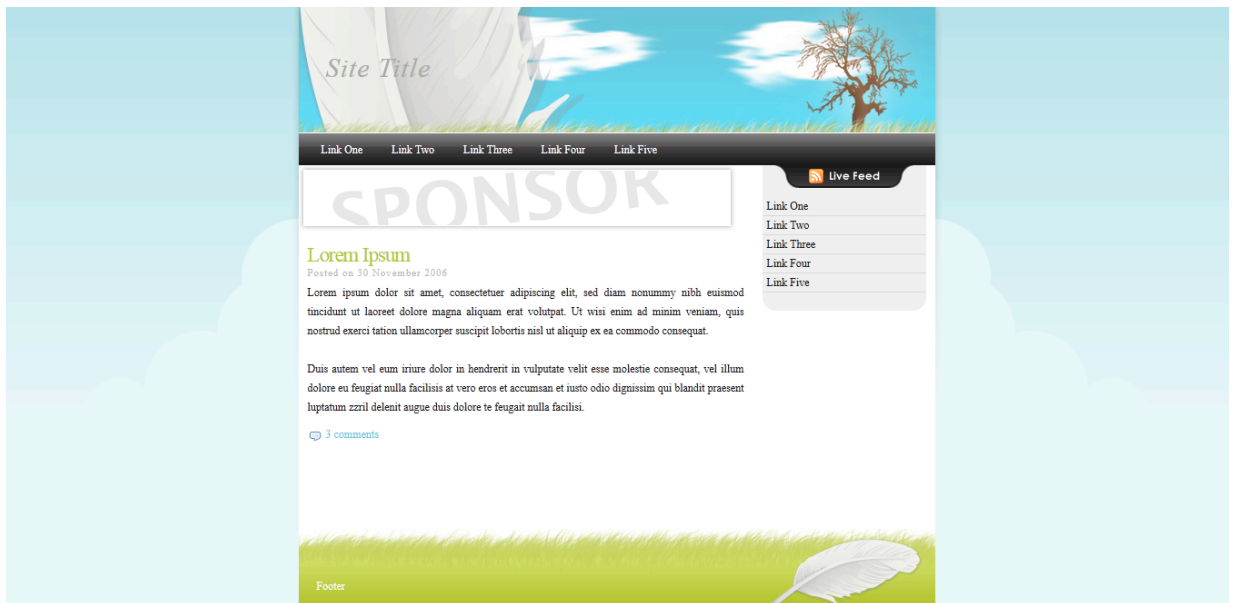 Site Title
Link One Link Two Link Three Link Four Link Five
SPONSOR
Live Feed
Link One
Link Two
Link Three
Link Four
Link Five
Lorem Ipsum
Posted on 30 November 2006
Lorem ipsum dolor sit amet, consectetuer adipiscing elit, sed diam nonummy nibh euismod
tincidunt ut laoreet dolore magna aliquam erat volutpat. Ut wisi enim ad minim veniam, quis
nostrud exerci tation ullamcorper suscipit lobortis nisl ut aliquip ex ea commodo consequat.
Duis autem vel eum iriure dolor in hendrerit in vulputate velit esse molestie consequat, vel illum
dolore eu feugiat nulla facilisis at vero eros et accumsan et iusto odio dignissim qui blandit praesent
luptatum zzril delenit augue duis dolore te feugait nulla facilisi.
3 comments
Footer